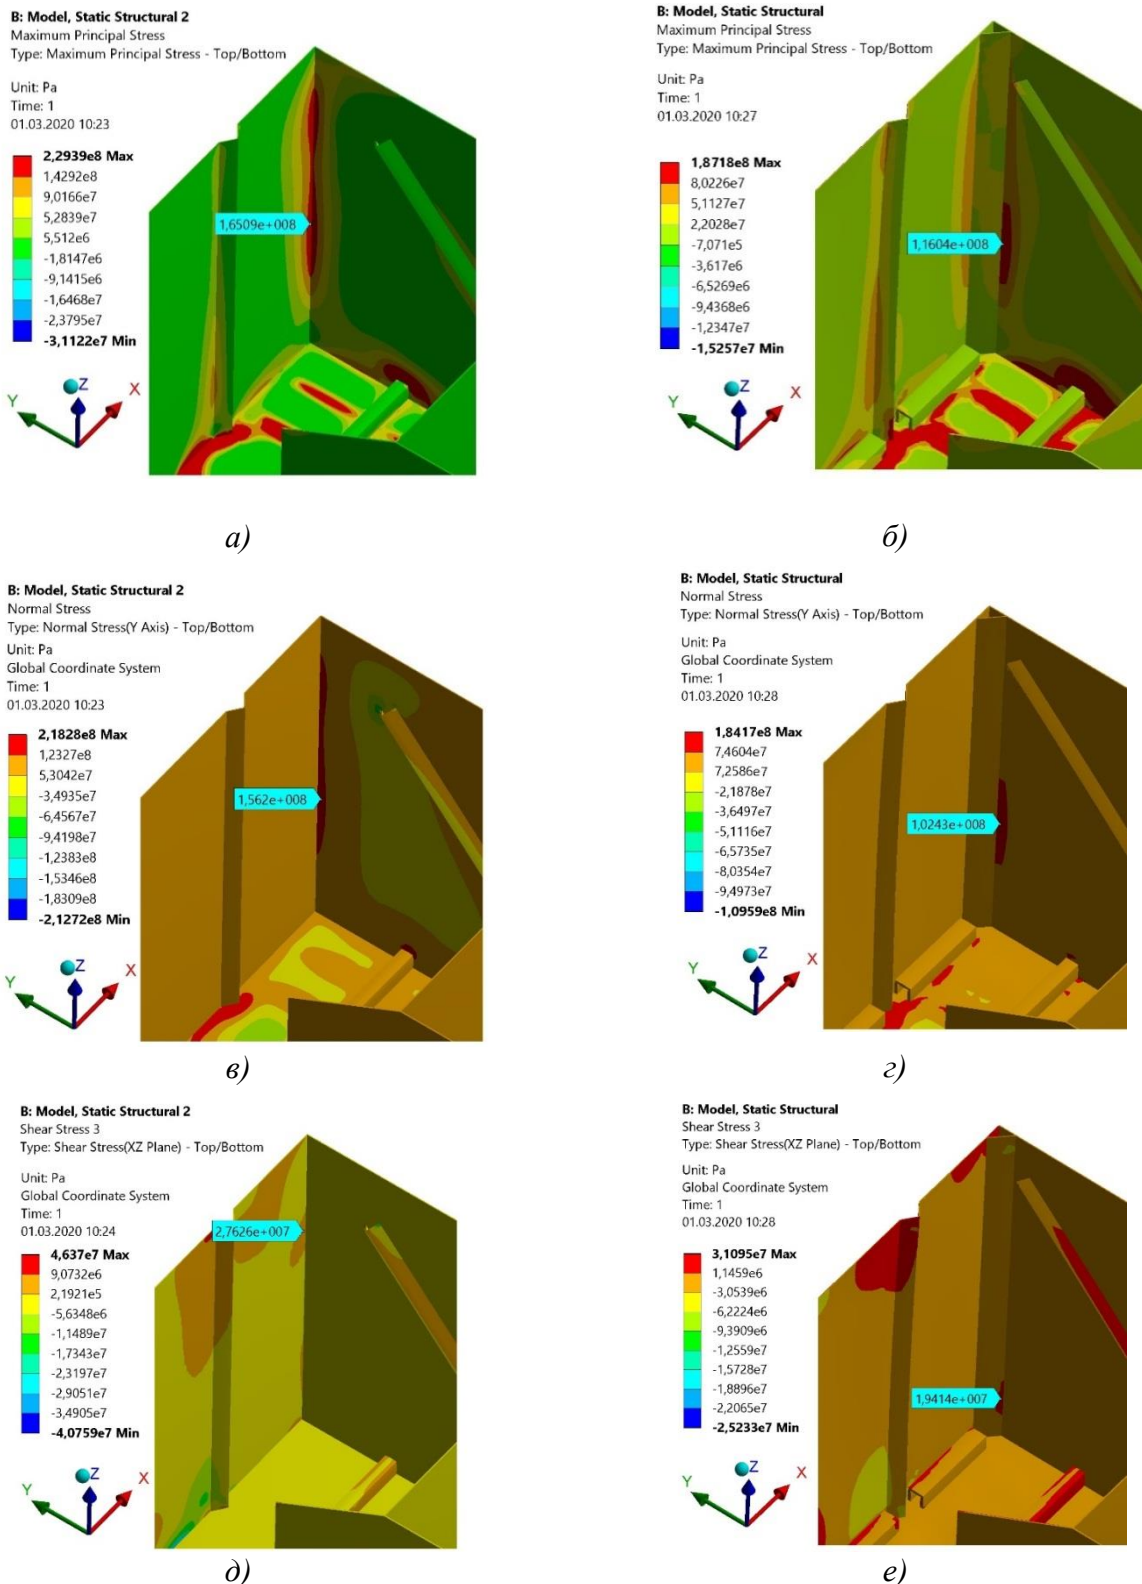 B: Model, Static Structural 2
Maximum Principal Stress
Type: Maximum Principal Stress - Top/Bottom
Unit: Pa
Time: 1
01.03.2020 10:23
2,2939e8 Max
1,4292e8
9,0166e7
5,2839e7
5,512e6
-1,8147e6
-9,1415e6
-1,6468e7
-2,3795e7
-3,1122e7 Min
1,6509e+008
Y
Z
X
а)
B: Model, Static Structural
Maximum Principal Stress
Type: Maximum Principal Stress - Top/Bottom
Unit: Pa
Time: 1
01.03.2020 10:27
1,8718e8 Max
8,0226e7
5,1127e7
2,2028e7
-7,071e5
-3,617e6
-6,5269e6
-9,4368e6
-1,2347e7
-1,5257e7 Min
1,1604e+008
Y
Z
X
б)
B: Model, Static Structural 2
Normal Stress
Type: Normal Stress(Y Axis) - Top/Bottom
Unit: Pa
Global Coordinate System
Time: 1
01.03.2020 10:23
2,1828e8 Max
1,2327e8
5,3042e7
-3,4935e7
-6,4567e7
-9,4198e7
-1,2383e8
-1,5346e8
-1,8309e8
-2,1272e8 Min
1,562e+008
Y
Z
X
в)
B: Model, Static Structural
Normal Stress
Type: Normal Stress(Y Axis) - Top/Bottom
Unit: Pa
Global Coordinate System
Time: 1
01.03.2020 10:28
1,8417e8 Max
7,4604e7
7,2586e7
-2,1878e7
-3,6497e7
-5,1116e7
-6,5735e7
-8,0354e7
-9,4973e7
-1,0959e8 Min
1,0243e+008
Y
Z
X
г)
B: Model, Static Structural 2
Shear Stress 3
Type: Shear Stress(XZ Plane) - Top/Bottom
Unit: Pa
Global Coordinate System
Time: 1
01.03.2020 10:24
4,637e7 Max
9,0732e6
2,1921e5
-5,6348e6
-1,1489e7
-1,7343e7
-2,3197e7
-2,9051e7
-3,4905e7
-4,0759e7 Min
2,7626e+007
Y
Z
X
д)
B: Model, Static Structural
Shear Stress 3
Type: Shear Stress(XZ Plane) - Top/Bottom
Unit: Pa
Global Coordinate System
Time: 1
01.03.2020 10:28
3,1095e7 Max
1,1459e6
-3,0539e6
-6,2224e6
-9,3909e6
-1,2559e7
-1,5728e7
-1,8896e7
-2,2065e7
-2,5233e7 Min
1,9414e+007
Y
Z
X
е)